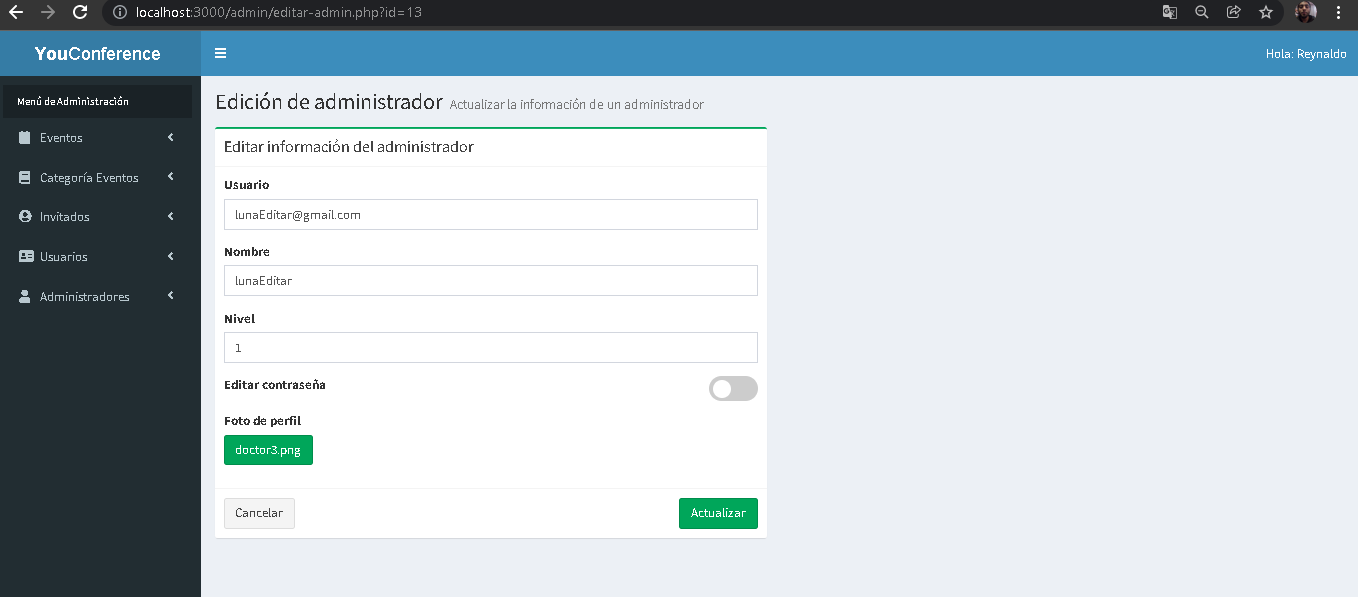 localhost:3000/admin/editar-admin.php?id=13
YouConference
Hola: Reynaldo
Menú de Administración
Eventos
Categoría Eventos
Invitados
Usuarios
Administradores
Edición de administrador Actualizar la información de un administrador
Editar información del administrador
Usuario
lunaEditar@gmail.com
Nombre
lunaEditar
Nivel
1
Editar contraseña
Foto de perfil
doctor3.png
Cancelar
Actualizar